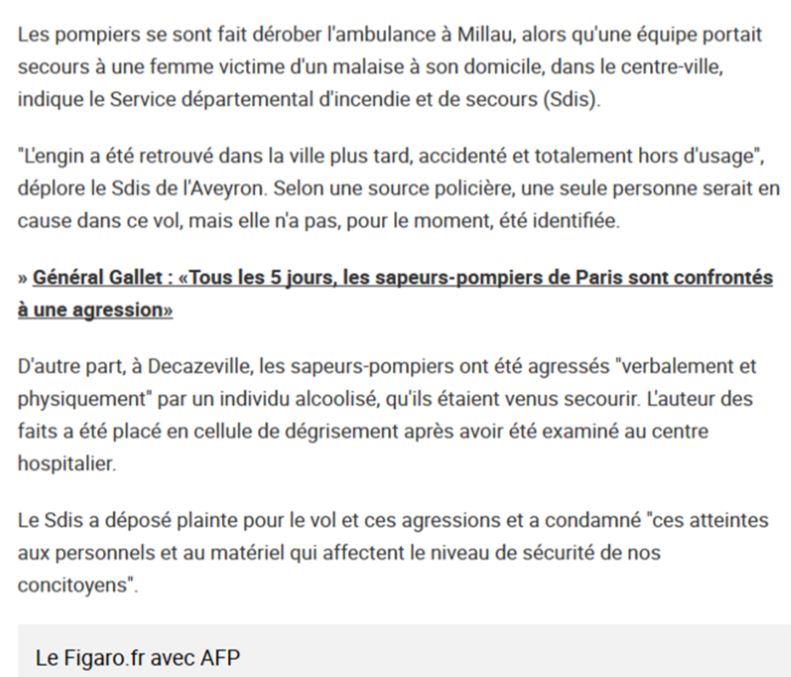 Les pompiers se sont fait dérober l'ambulance à Millau, alors qu'une équipe portait
secours à une femme victime d'un malaise à son domicile, dans le centre-ville,
indique le Service départemental d'incendie et de secours (Sdis).
"L'engin a été retrouvé dans la ville plus tard, accidenté et totalement hors d'usage",
déplore le Sdis de l'Aveyron. Selon une source policière, une seule personne serait en
cause dans ce vol, mais elle n'a pas, pour le moment, été identifiée.
» Général Gallet : «Tous les 5 jours, les sapeurs-pompiers de Paris sont confrontés
à une agression»
D'autre part, à Decazeville, les sapeurs-pompiers ont été agressés "verbalement et
physiquement" par un individu alcoolisé, qu'ils étaient venus secourir. L'auteur des
faits a été placé en cellule de dégrisement après avoir été examiné au centre
hospitalier.
Le Sdis a déposé plainte pour le vol et ces agressions et a condamné "ces atteintes
aux personnels et au matériel qui affectent le niveau de sécurité de nos
concitoyens".
Le Figaro.fr avec AFP